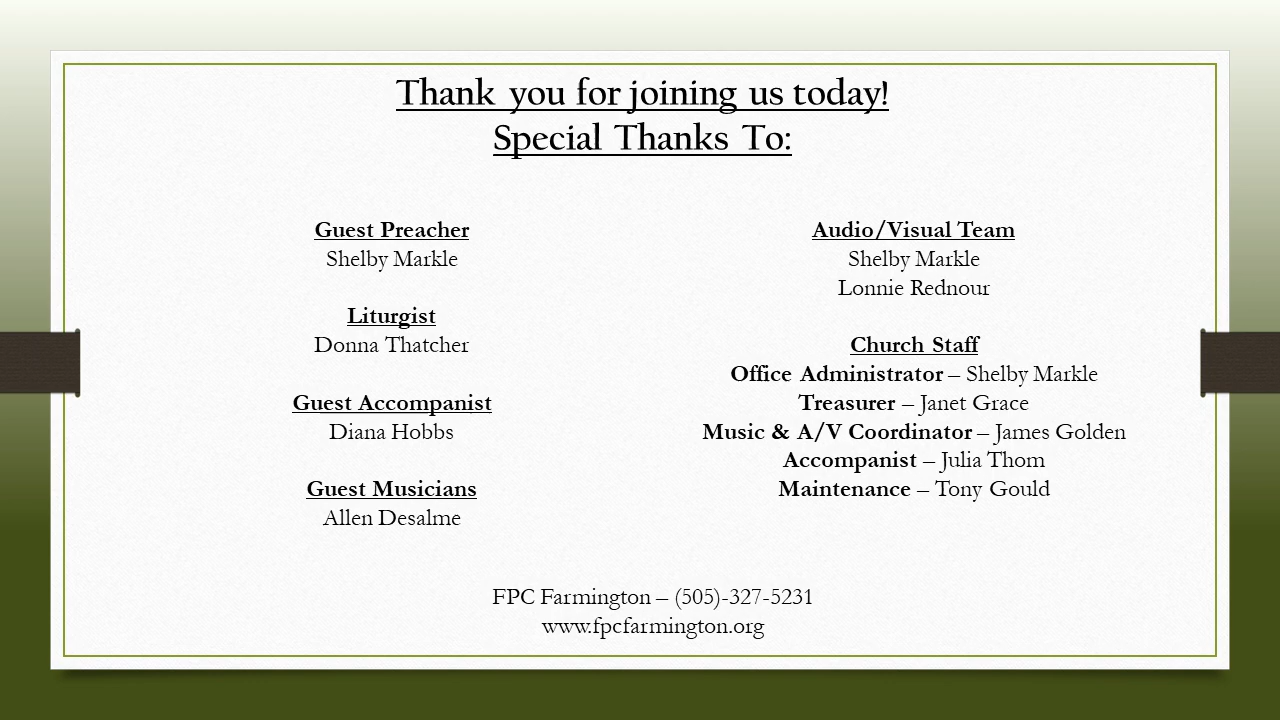 Thank you for joining us today!
Special Thanks To:
Guest Preacher
Shelby Markle
Liturgist
Donna Thatcher
Guest Accompanist
Diana Hobbs
Guest Musicians
Allen Desalme
Audio/Visual Team
Shelby Markle
Lonnie Rednour
Church Staff
Office Administrator – Shelby Markle
Treasurer – Janet Grace
Music & A/V Coordinator – James Golden
Accompanist – Julia Thom
Maintenance – Tony Gould
FPC Farmington – (505)-327-5231
www.fpcfarmington.org